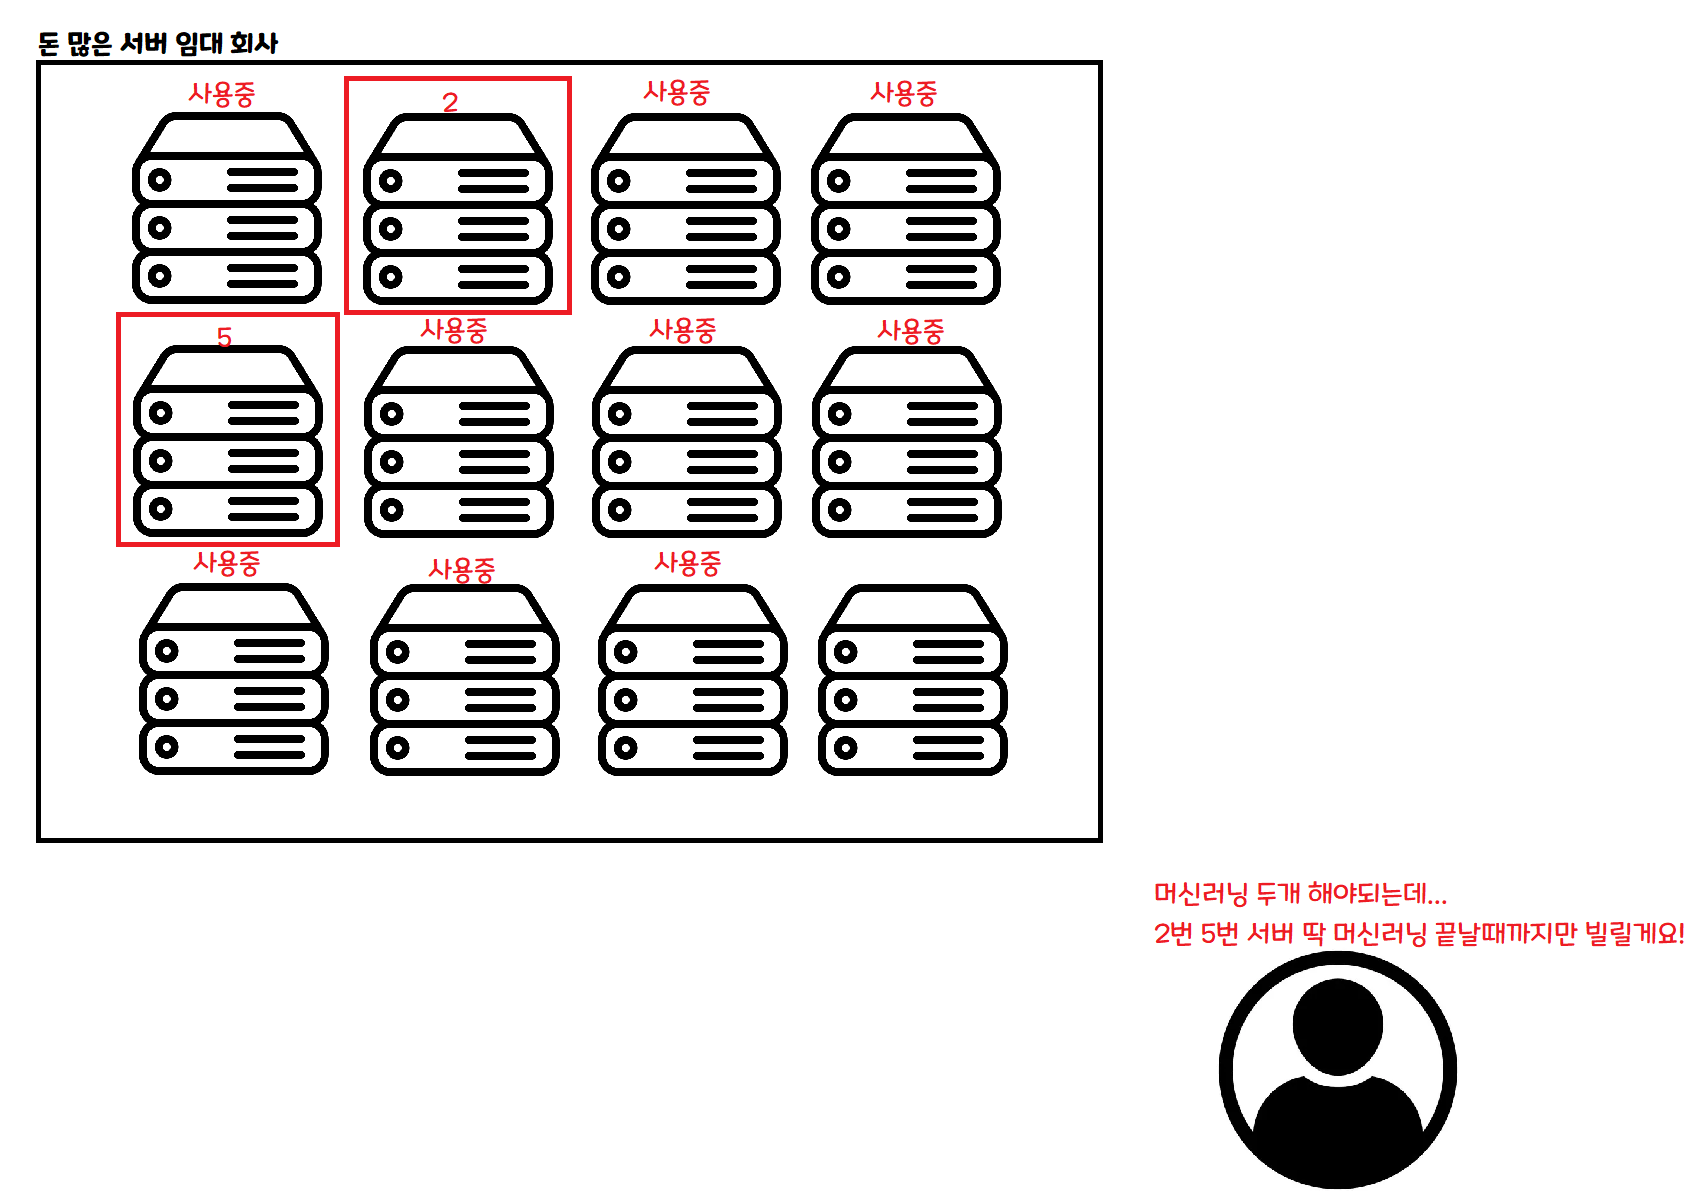 돈 많은 서버 임대 회사
사용중
2
사용중
사용중
5
사용중
사용중
사용중
사용중
사용중
사용중
머신러닝 두개 해야되는데...
2번 5번 서버 딱 머신러닝 끝날때까지만 빌릴게요!